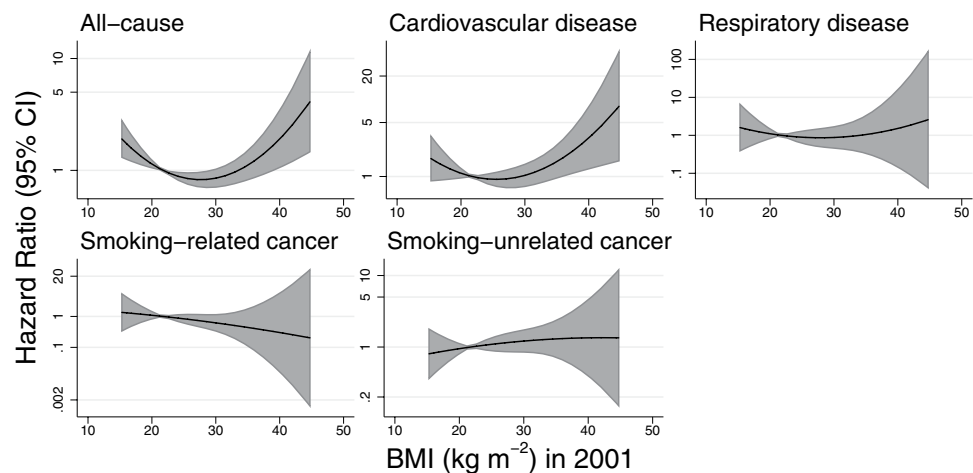 All−cause
Cardiovascular disease
Respiratory disease
Hazard Ratio (95% CI)
10
5
1
10 20 30 40 50
20
5
1
10 20 30 40 50
100
10
1
.1
10 20 30 40 50
Smoking−related cancer
Smoking−unrelated cancer
20
1
.1
.002
10 20 30 40 50
10
5
1
.2
10 20 30 40 50
BMI (kg m−2) in 2001